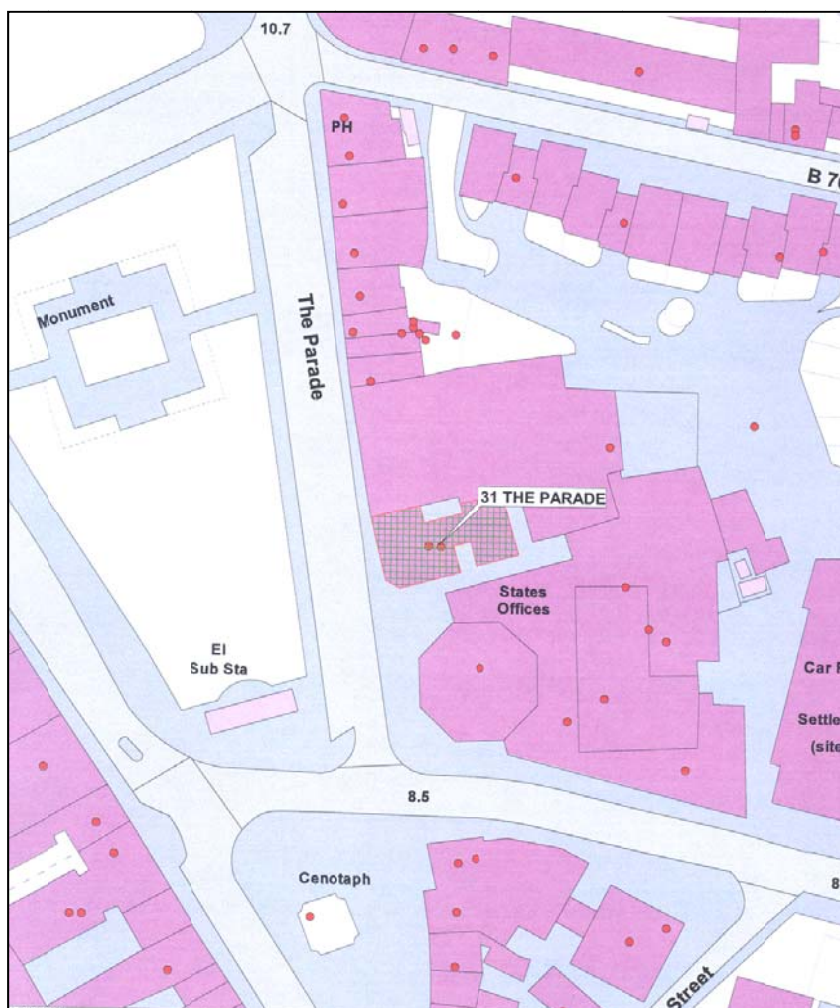 10.7
PH
B 70
Monument
The Parade
31 THE PARADE
States
Offices
El
Sub Sta
Car
Settle
(site
8.5
Cenotaph
8
Street